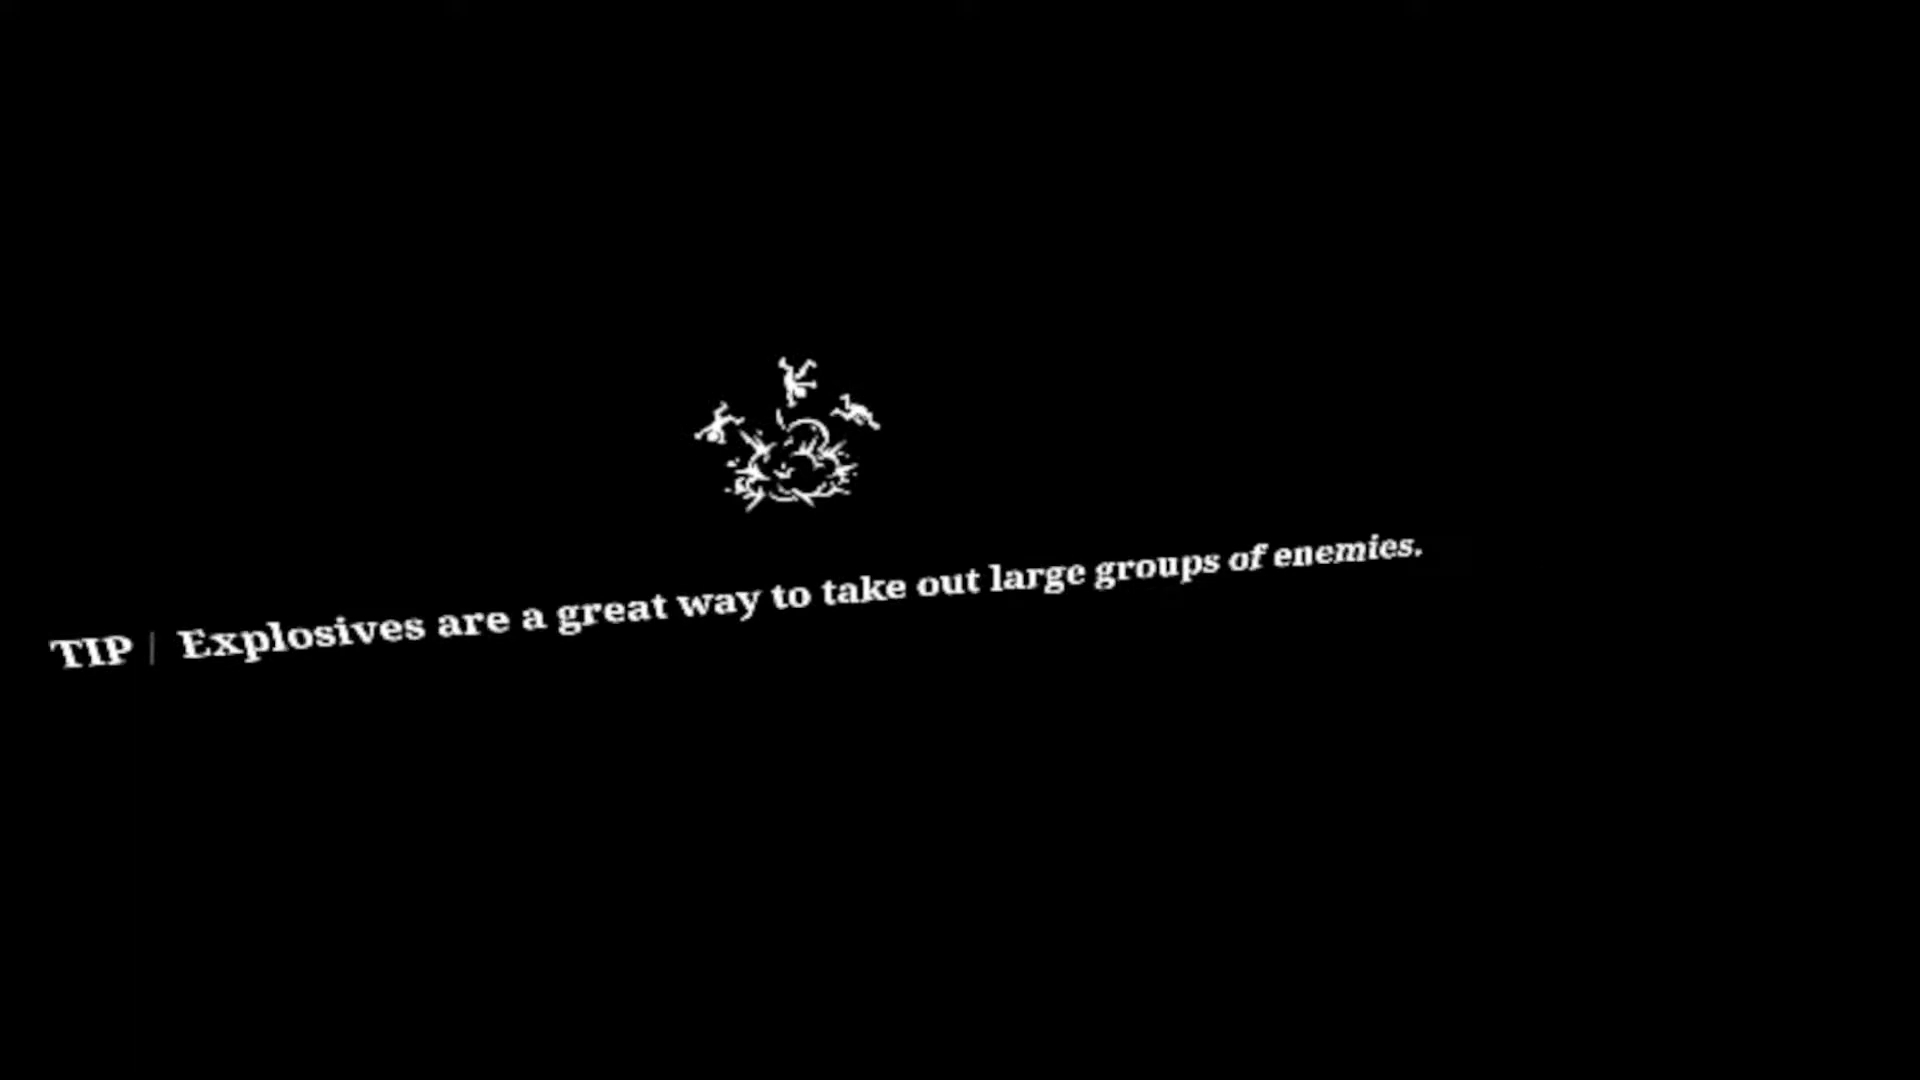 TIP | Explosives are a great way to take out large groups of enemies.